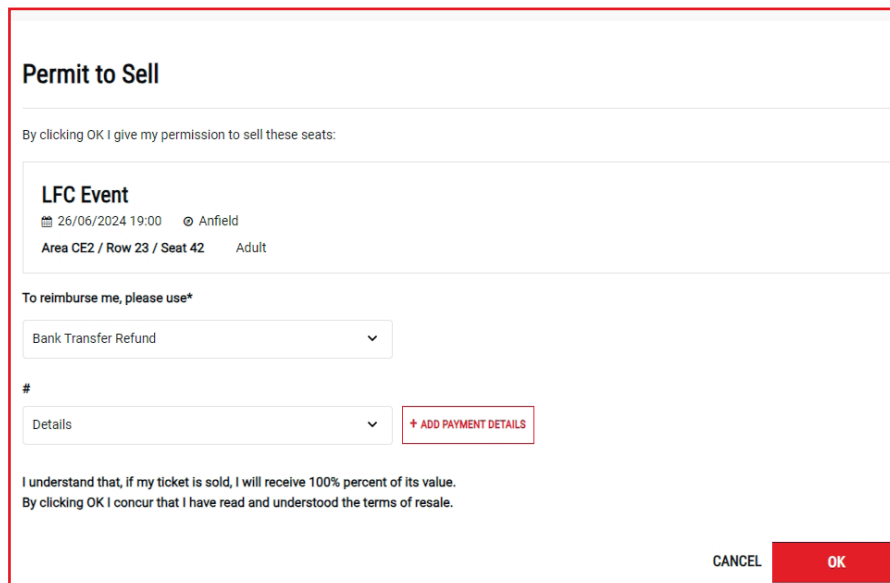 Permit to Sell
By clicking OK I give my permission to sell these seats:
LFC Event
26/06/2024 19:00 Anfield
Area CE2 / Row 23 / Seat 42 Adult
To reimburse me, please use*
Bank Transfer Refund
#
Details
+ ADD PAYMENT DETAILS
I understand that, if my ticket is sold, I will receive 100% percent of its value.
By clicking OK I concur that I have read and understood the terms of resale.
CANCEL OK